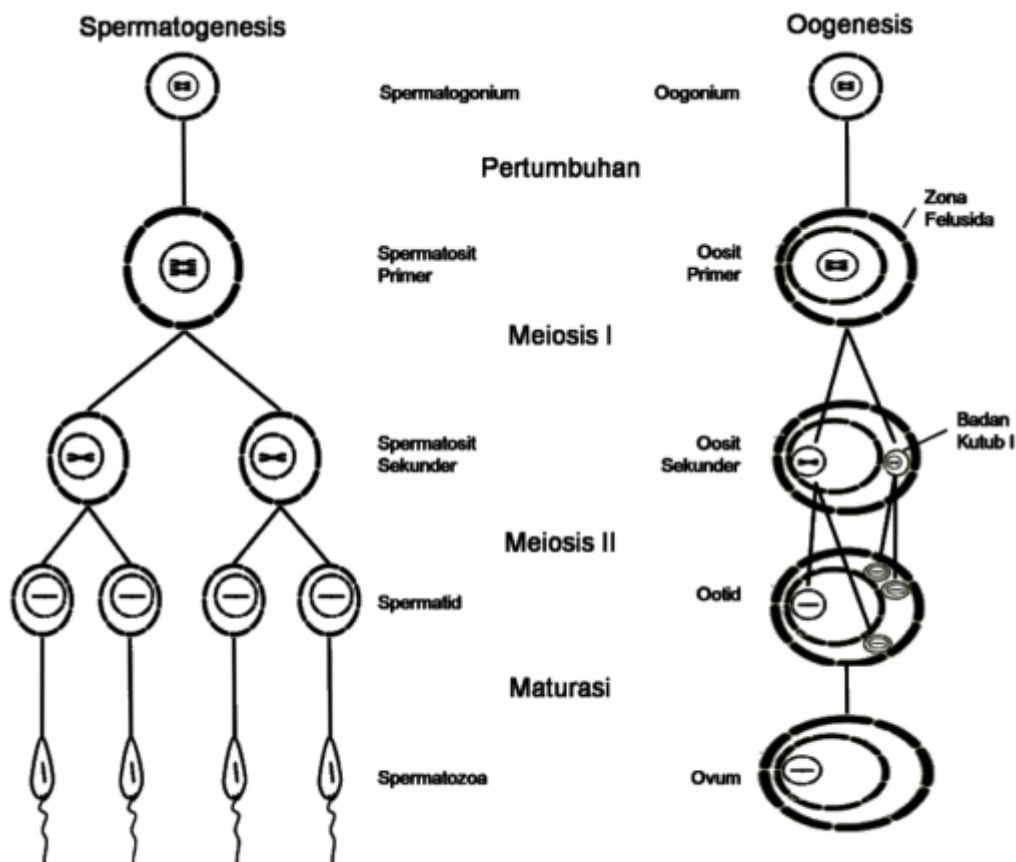 Spermatogenesis
Oogenesis
Spermatogonium
Oogonium
Pertumbuhan
Zona
Felusida
Spermatosit
Primer
Oosit
Primer
Meiosis I
Spermatosit
Sekunder
Oosit
Sekunder
Badan
Kutub I
Meiosis II
Spermatid
Ootid
Maturasi
Spermatozoa
Ovum